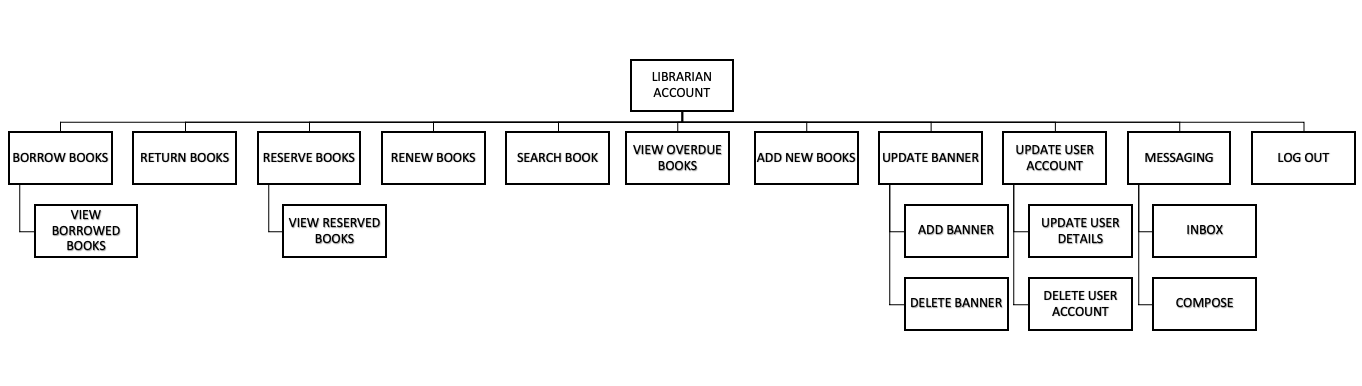 LIBRARIAN
ACCOUNT
BORROW BOOKS
RETURN BOOKS
RESERVE BOOKS
RENEW BOOKS
SEARCH BOOK
VIEW OVERDUE
BOOKS
ADD NEW BOOKS
UPDATE BANNER
UPDATE USER
ACCOUNT
MESSAGING
LOG OUT
VIEW
BORROWED
BOOKS
VIEW RESERVED
BOOKS
ADD BANNER
UPDATE USER
DETAILS
INBOX
DELETE BANNER
DELETE USER
ACCOUNT
COMPOSE